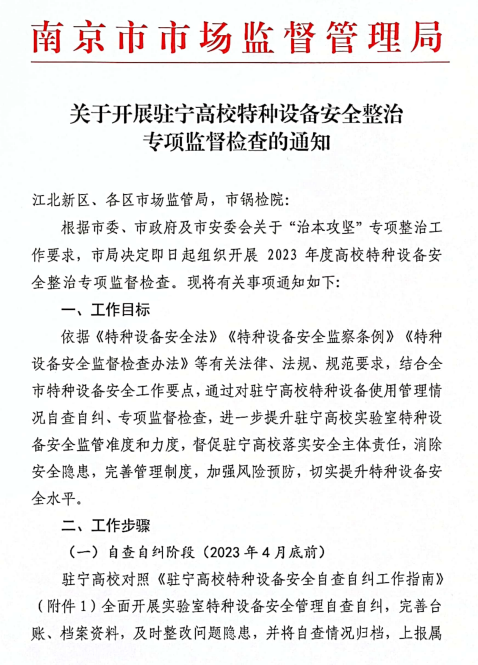 南京市市场监督管理局
关于开展驻宁高校特种设备安全整治
专项监督检查的通知
江北新区、各区市场监管局，市锅检院：
根据市委、市政府及市安委会关于“治本攻坚”专项整治工
作要求，市局决定即日起组织开展 2023 年度高校特种设备安
全整治专项监督检查。现将有关事项通知如下：
一、工作目标
依据《特种设备安全法》《特种设备安全监察条例》《特种
设备安全监督检查办法》等有关法律、法规、规范要求，结合全
市特种设备安全工作要点，通过对驻宁高校特种设备使用管理情
况自查自纠、专项监督检查，进一步提升驻宁高校实验室特种设
备安全监管准度和力度，督促驻宁高校落实安全主体责任，消除
安全隐患，完善管理制度，加强风险预防，切实提升特种设备安
全水平。
二、工作步骤
（一）自查自纠阶段（2023 年 4 月底前）
驻宁高校对照《驻宁高校特种设备安全自查自纠工作指南》
（附件 1）全面开展实验室特种设备安全管理自查自纠，完善台
账、档案资料，及时整改问题隐患，并将自查情况归档，上报属